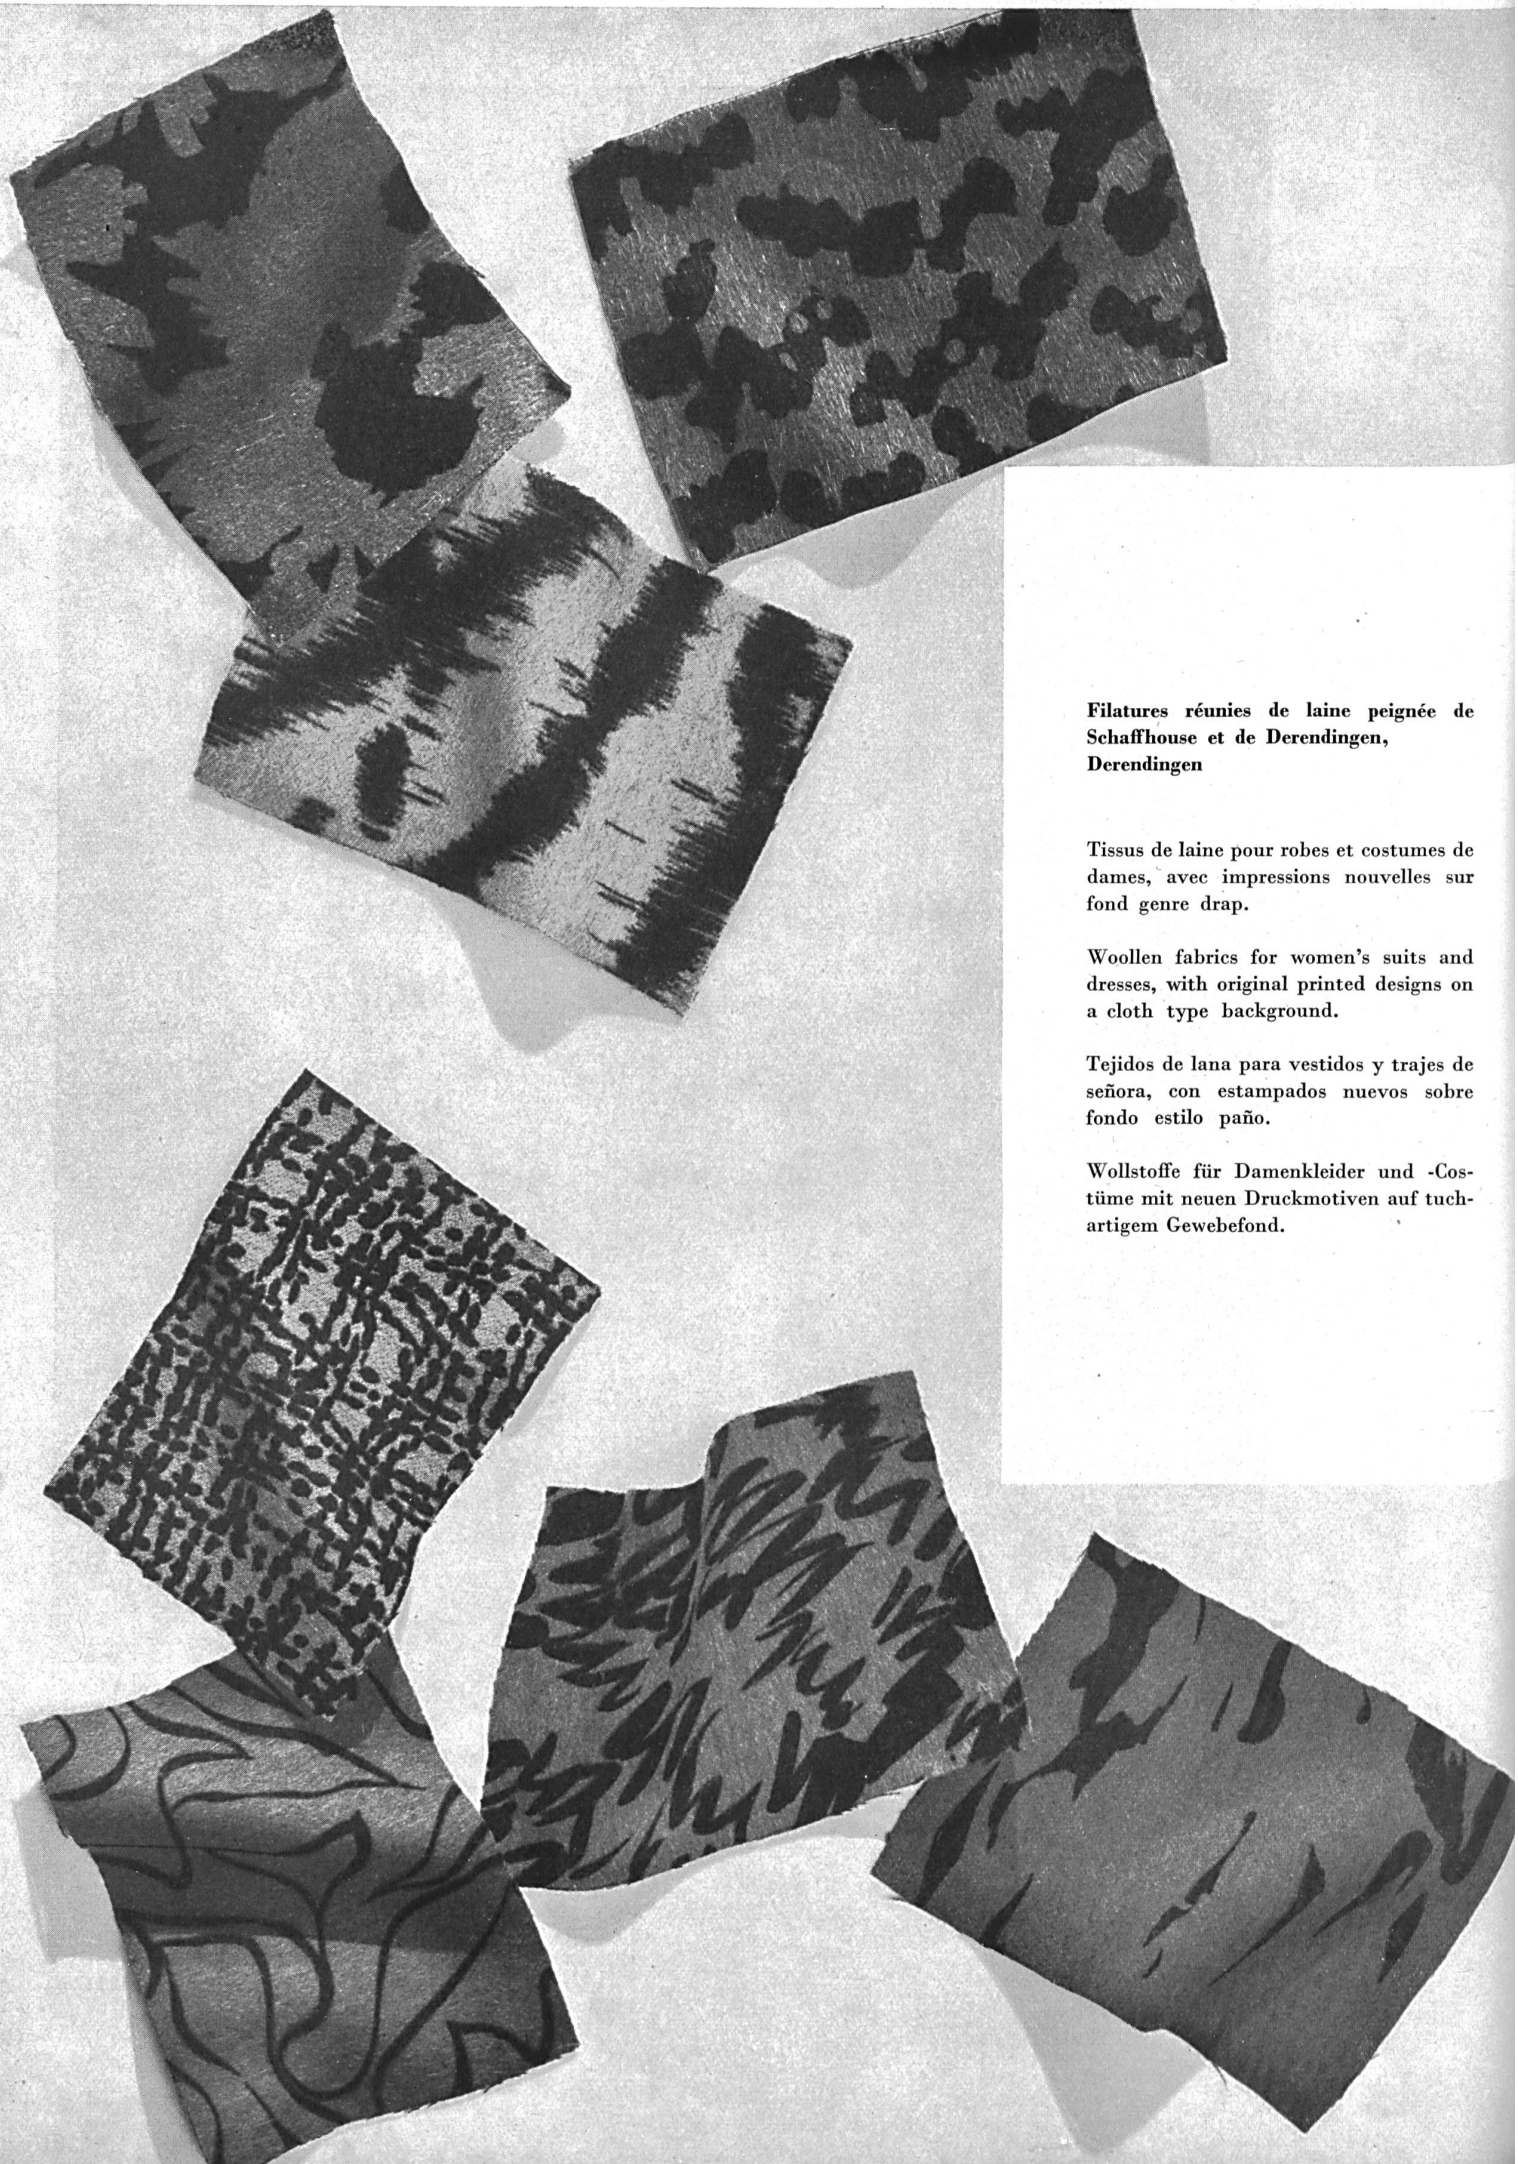 Filatures réunies de laine peignée de
Schaffhouse et de Derendingen,
Derendingen
Tissus de laine pour robes et costumes de
dames, avec impressions nouvelles sur
fond genre drap.
Woollen fabrics for women's suits and
dresses, with original printed designs on
a cloth type background.
Tejidos de lana para vestidos y trajes de
señora, con estampados nuevos sobre
fondo estilo paño.
Wollstoffe für Damenkleider und -Cos-
tüme mit neuen Druckmotiven auf tuch-
artigem Gewebefond.